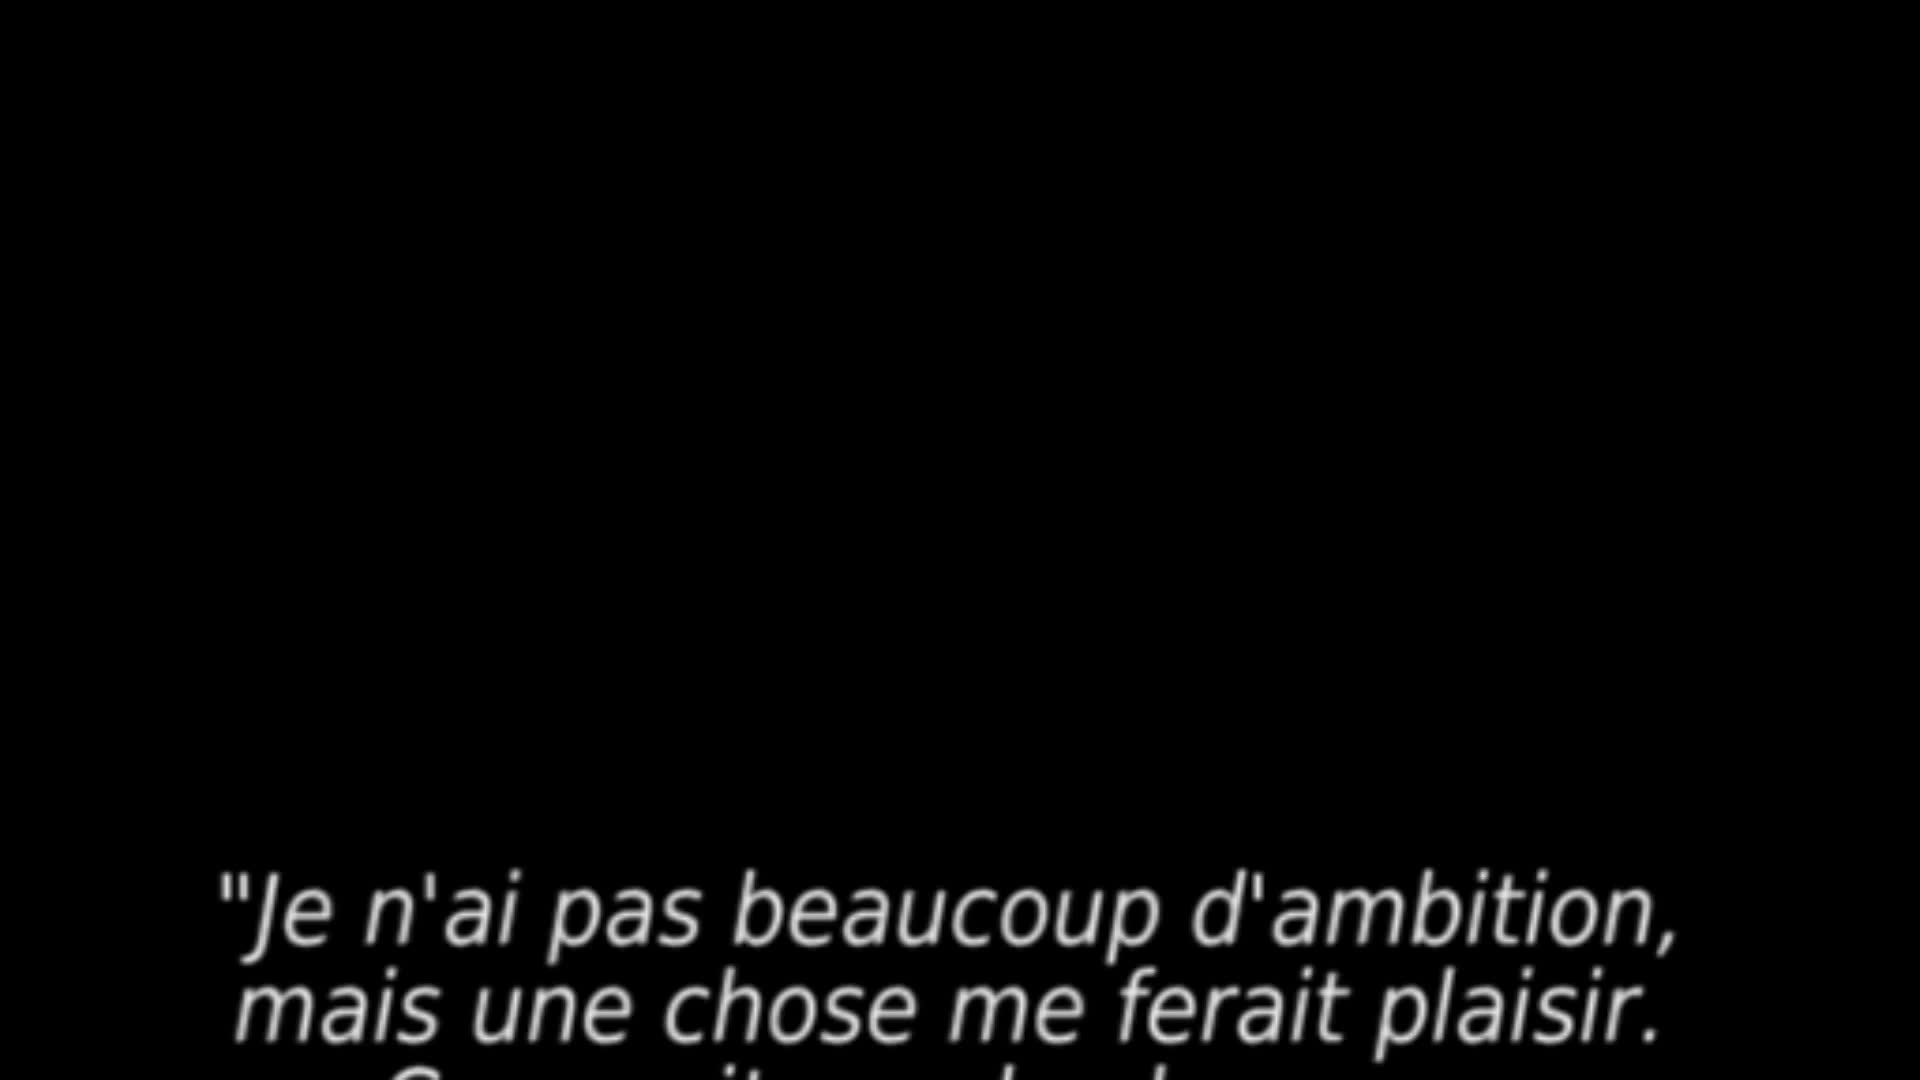 "Je n'ai pas beaucoup d'ambition,
mais une chose me ferait plaisir.